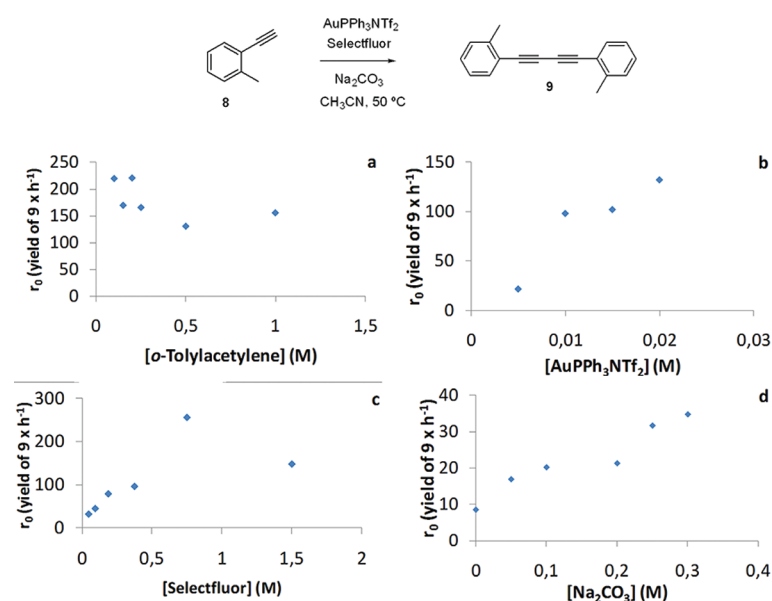 AuPPh₃NTf₂
Selectfluor
Na₂CO₃
CH₃CN, 50 ºC
8
9
a
r₀ (yield of 9 x h⁻¹)
250
200
150
100
50
0
0
0,5
1
1,5
[o-Tolylacetylene] (M)
b
r₀ (yield of 9 x h⁻¹)
150
100
50
0
0
0,01
0,02
0,03
[AuPPh₃NTf₂] (M)
c
r₀ (yield of 9 x h⁻¹)
300
200
100
0
0
0,5
1
1,5
2
[Selectfluor] (M)
d
r₀ (yield of 9 x h⁻¹)
40
30
20
10
0
0
0,1
0,2
0,3
0,4
[Na₂CO₃] (M)